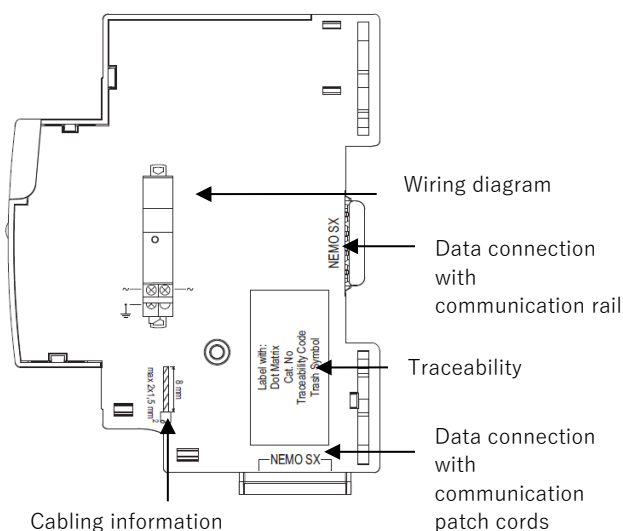 Wiring diagram
NEMO SX
Data connection
with
communication rail
Label with:
Dot Matrix
Cat. No
Traceability Code
Trash Symbol
Traceability
8 mm
max 2x1,5 mm²
NEMO SX
Data connection
with
communication
patch cords
Cabling information